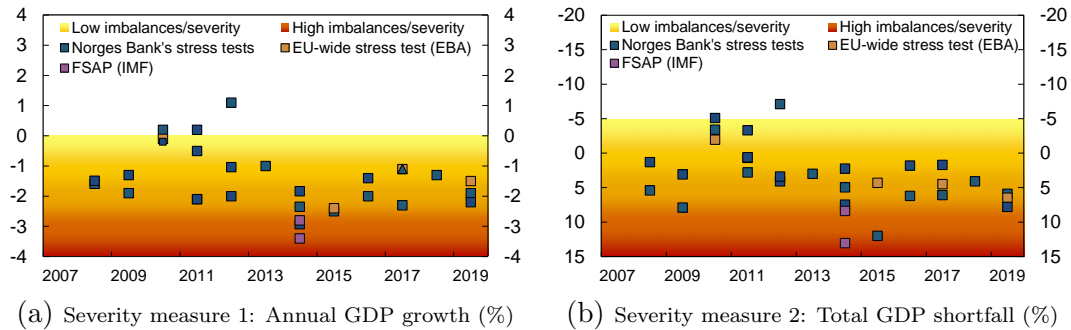 4
3
2
1
0
-1
-2
-3
-4
4
3
2
1
0
-1
-2
-3
-4
Low imbalances/severity
High imbalances/severity
Norges Bank's stress tests
EU-wide stress test (EBA)
FSAP (IMF)
2007 2009 2011 2013 2015 2017 2019
(a) Severity measure 1: Annual GDP growth (%)
-20
-15
-10
-5
0
5
10
15
-20
-15
-10
-5
0
5
10
15
Low imbalances/severity
High imbalances/severity
Norges Bank's stress tests
EU-wide stress test (EBA)
FSAP (IMF)
2007 2009 2011 2013 2015 2017 2019
(b) Severity measure 2: Total GDP shortfall (%)